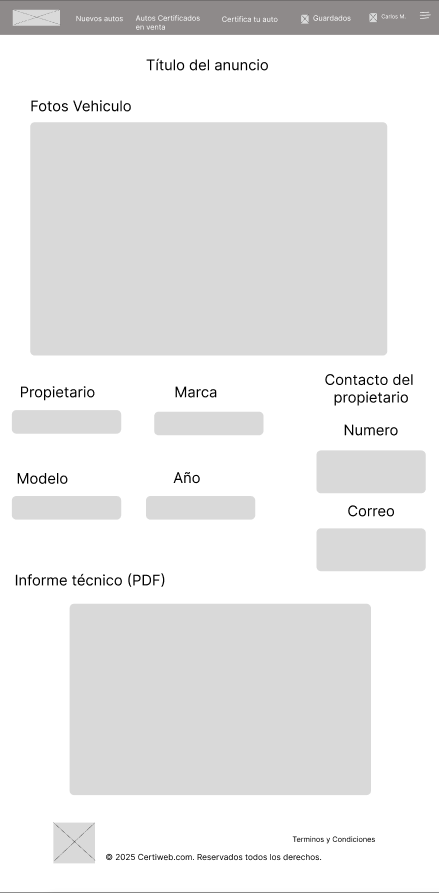 Nuevos autos
Autos Certificados
en venta
Certifica tu auto
Guardados
Carlos M.
Título del anuncio
Fotos Vehiculo
Propietario
Marca
Contacto del
propietario
Numero
Modelo
Año
Correo
Informe técnico (PDF)
Terminos y Condiciones
© 2025 Certiweb.com. Reservados todos los derechos.